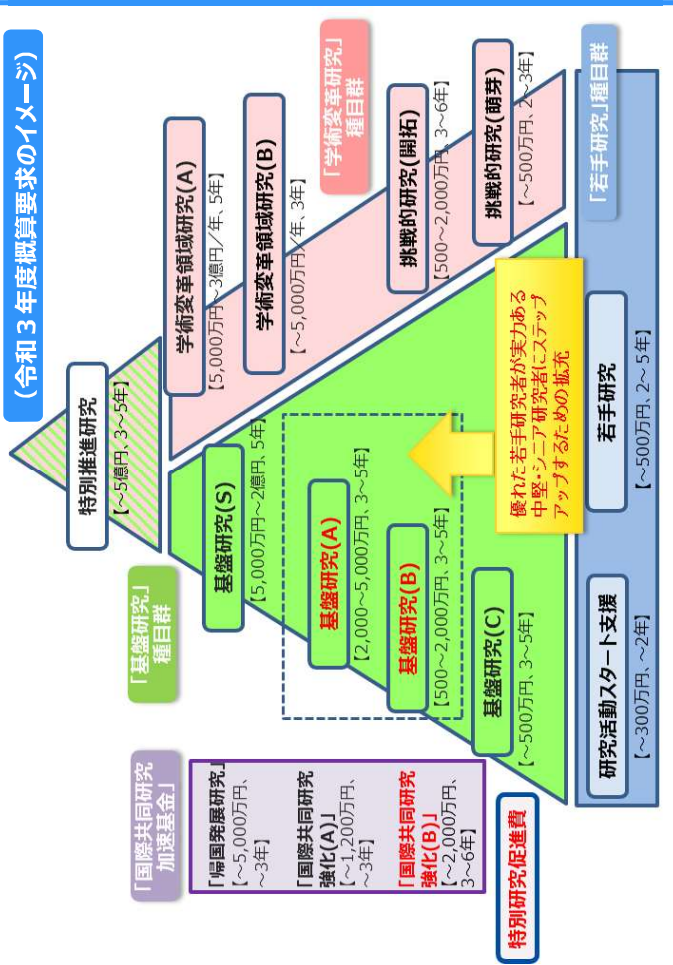 (令和３年度概算要求のイメージ)
特別推進研究
【～5億円、3～5年】
「基盤研究」
種目群
基盤研究(S)
【5,000万円～2億円、5年】
基盤研究(A)
【2,000～5,000万円、3～5年】
基盤研究(B)
【500～2,000万円、3～5年】
基盤研究(C)
【～500万円、3～5年】
「学術変革研究」
種目群
学術変革領域研究(A)
【5,000万円～3億円／年、5年】
学術変革領域研究(B)
【～5,000万円／年、3年】
挑戦的研究(開拓)
【500～2,000万円、3～6年】
挑戦的研究(萌芽)
【～500万円、2～3年】
「国際共同研究
加速基金」
「帰国発展研究」
【～5,000万円、
～3年】
「国際共同研究
強化(A)」
【～1,200万円、
～3年】
「国際共同研究
強化(B)」
【～2,000万円、
3～6年】
特別研究促進費
優れた若手研究者が実力ある
中堅・シニア研究者にステップ
アップするための拡充
「若手研究」種目群
研究活動スタート支援
【～300万円、～2年】
若手研究
【～500万円、2～5年】